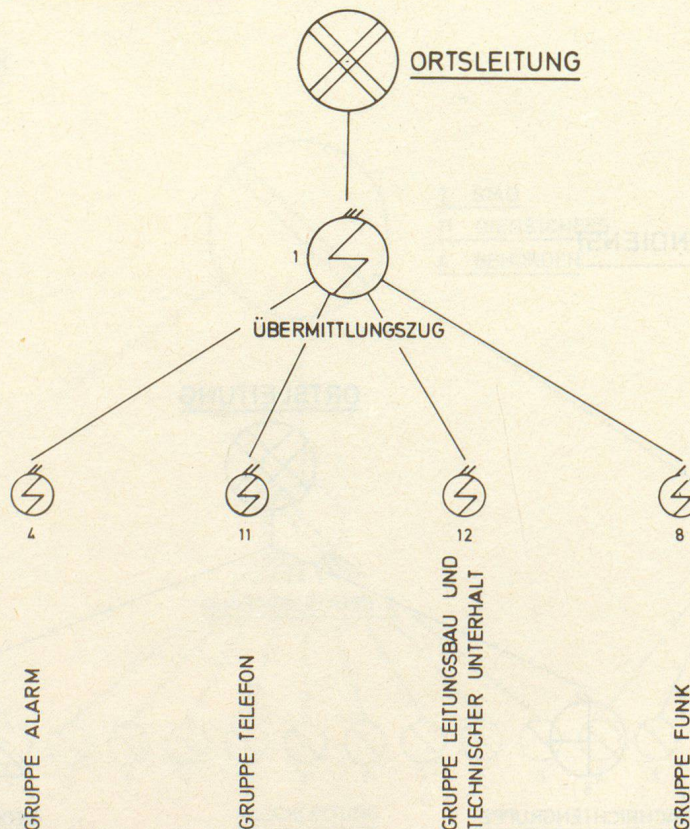 ORTSLEITUNG
1
ÜBERMITTLUNGSZUG
4
11
12
8
GRUPPE ALARM
GRUPPE TELEFON
GRUPPE LEITUNGSBAU UND
TECHNISCHER UNTERHALT
GRUPPE FUNK